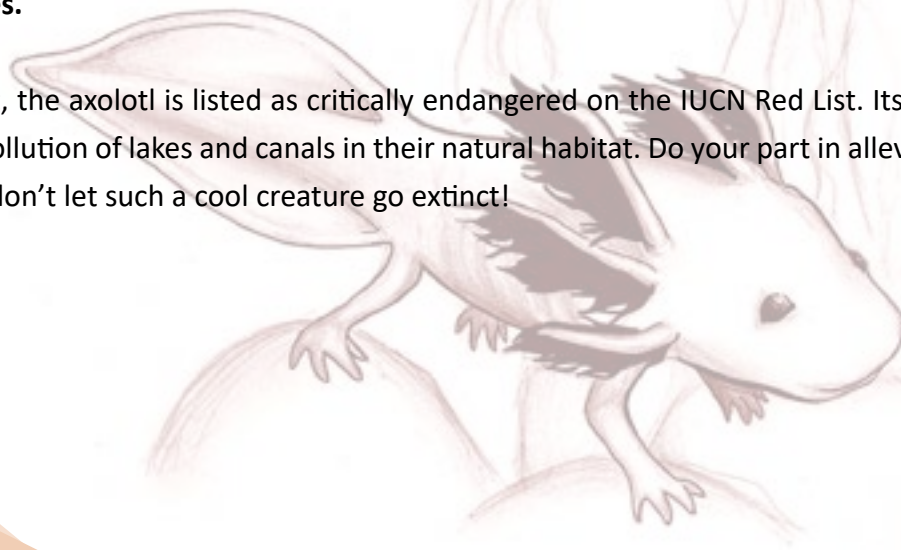 es.
, the axolotl is listed as critically endangered on the IUCN Red List. Its
ollution of lakes and canals in their natural habitat. Do your part in allev
don’t let such a cool creature go extinct!